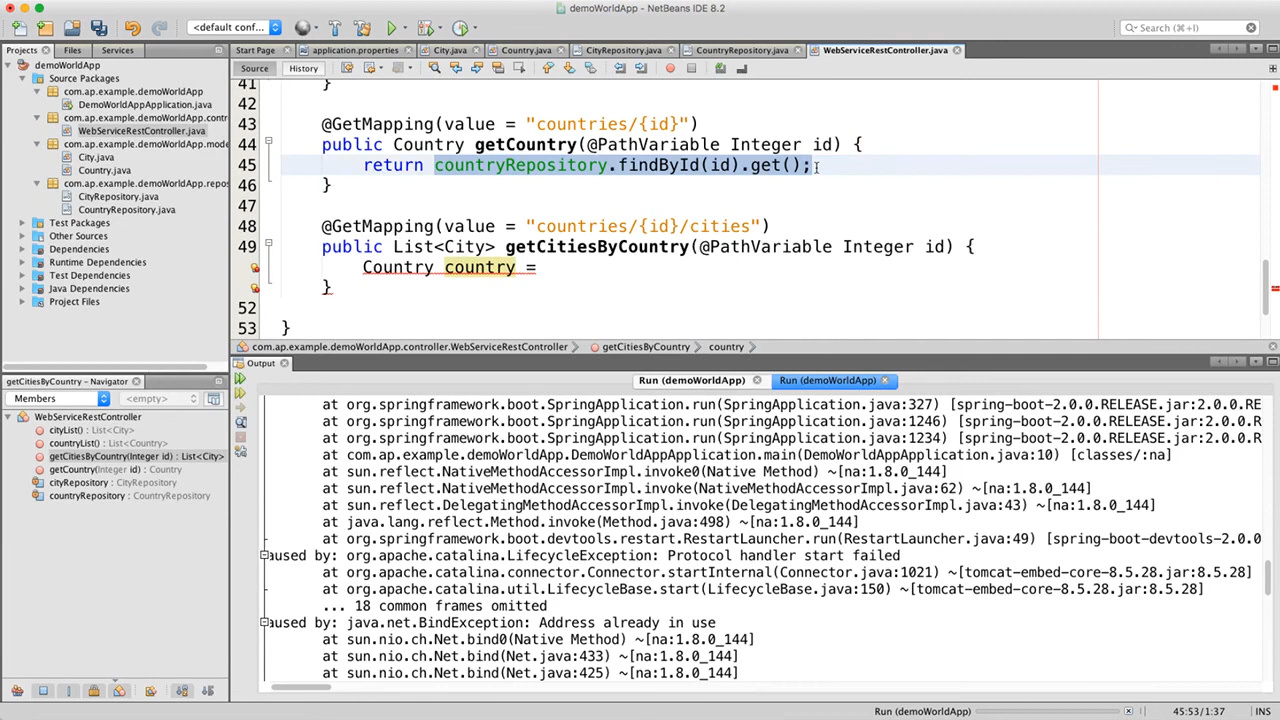 demoWorldApp - NetBeans IDE 8.2
<default conf...
Search (⌘+I)
Projects Files Services
Start Page application.properties City.java Country.java CityRepository.java CountryRepository.java WebServiceRestController.java
Source History
demoWorldApp
Source Packages
com.ap.example.demoWorldApp
DemoWorldAppApplication.java
com.ap.example.demoWorldApp.contr
WebServiceRestController.java
com.ap.example.demoWorldApp.mode
City.java
Country.java
com.ap.example.demoWorldApp.repos
CityRepository.java
CountryRepository.java
Test Packages
Other Sources
Dependencies
Runtime Dependencies
Test Dependencies
Java Dependencies
Project Files
41 }
42
43 @GetMapping(value = "countries/{id}")
44 public Country getCountry(@PathVariable Integer id) {
45 return countryRepository.findById(id).get();
46 }
47
48 @GetMapping(value = "countries/{id}/cities")
49 public List<City> getCitiesByCountry(@PathVariable Integer id) {
Country country =
}
52
53 }
com.ap.example.demoWorldApp.controller.WebServiceRestController getCitiesByCountry country
Output
Run (demoWorldApp) Run (demoWorldApp)
getCitiesByCountry - Navigator
Members <empty>
WebServiceRestController
cityList() : List<City>
countryList() : List<Country>
getCitiesByCountry(Integer id) : List<City>
getCountry(Integer id) : Country
cityRepository : CityRepository
countryRepository : CountryRepository
at org.springframework.boot.SpringApplication.run(SpringApplication.java:327) [spring-boot-2.0.0.RELEASE.jar:2.0.0.RE
at org.springframework.boot.SpringApplication.run(SpringApplication.java:1246) [spring-boot-2.0.0.RELEASE.jar:2.0.0.R
at org.springframework.boot.SpringApplication.run(SpringApplication.java:1234) [spring-boot-2.0.0.RELEASE.jar:2.0.0.R
at com.ap.example.demoWorldApp.DemoWorldAppApplication.main(DemoWorldAppApplication.java:10) [classes/:na]
at sun.reflect.NativeMethodAccessorImpl.invoke0(Native Method) ~[na:1.8.0_144]
at sun.reflect.NativeMethodAccessorImpl.invoke(NativeMethodAccessorImpl.java:62) ~[na:1.8.0_144]
at sun.reflect.DelegatingMethodAccessorImpl.invoke(DelegatingMethodAccessorImpl.java:43) ~[na:1.8.0_144]
at java.lang.reflect.Method.invoke(Method.java:498) ~[na:1.8.0_144]
at org.springframework.boot.devtools.restart.RestartLauncher.run(RestartLauncher.java:49) [spring-boot-devtools-2.0.0
aused by: org.apache.catalina.LifecycleException: Protocol handler start failed
at org.apache.catalina.connector.Connector.startInternal(Connector.java:1021) ~[tomcat-embed-core-8.5.28.jar:8.5.28]
at org.apache.catalina.util.LifecycleBase.start(LifecycleBase.java:150) ~[tomcat-embed-core-8.5.28.jar:8.5.28]
... 18 common frames omitted
aused by: java.net.BindException: Address already in use
at sun.nio.ch.Net.bind0(Native Method) ~[na:1.8.0_144]
at sun.nio.ch.Net.bind(Net.java:433) ~[na:1.8.0_144]
at sun.nio.ch.Net.bind(Net.java:425) ~[na:1.8.0_144]
Run (demoWorldApp) 45:53/1:37 INS